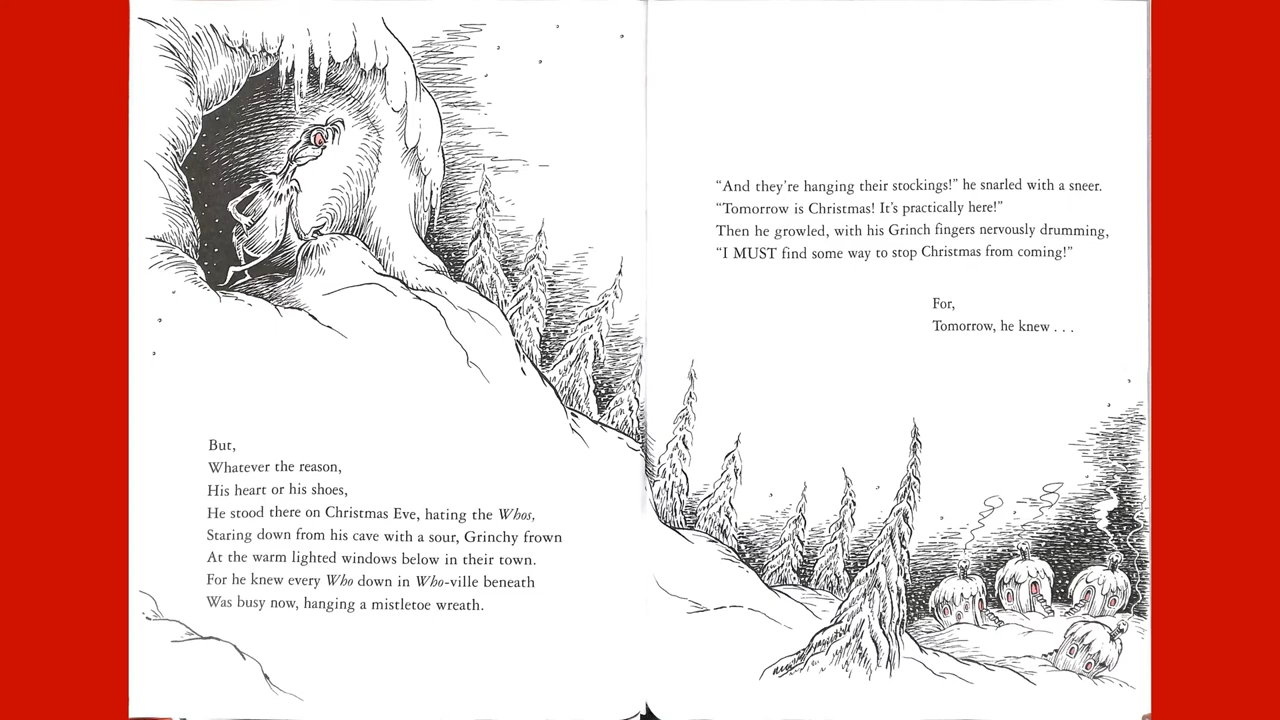 But,
Whatever the reason,
His heart or his shoes,
He stood there on Christmas Eve, hating the Whos,
Staring down from his cave with a sour, Grinchy frown
At the warm lighted windows below in their town.
For he knew every Who down in Who-ville beneath
Was busy now, hanging a mistletoe wreath.
“And they’re hanging their stockings!” he snarled with a sneer.
“Tomorrow is Christmas! It’s practically here!”
Then he growled, with his Grinch fingers nervously drumming,
“I MUST find some way to stop Christmas from coming!”
For,
Tomorrow, he knew . . .